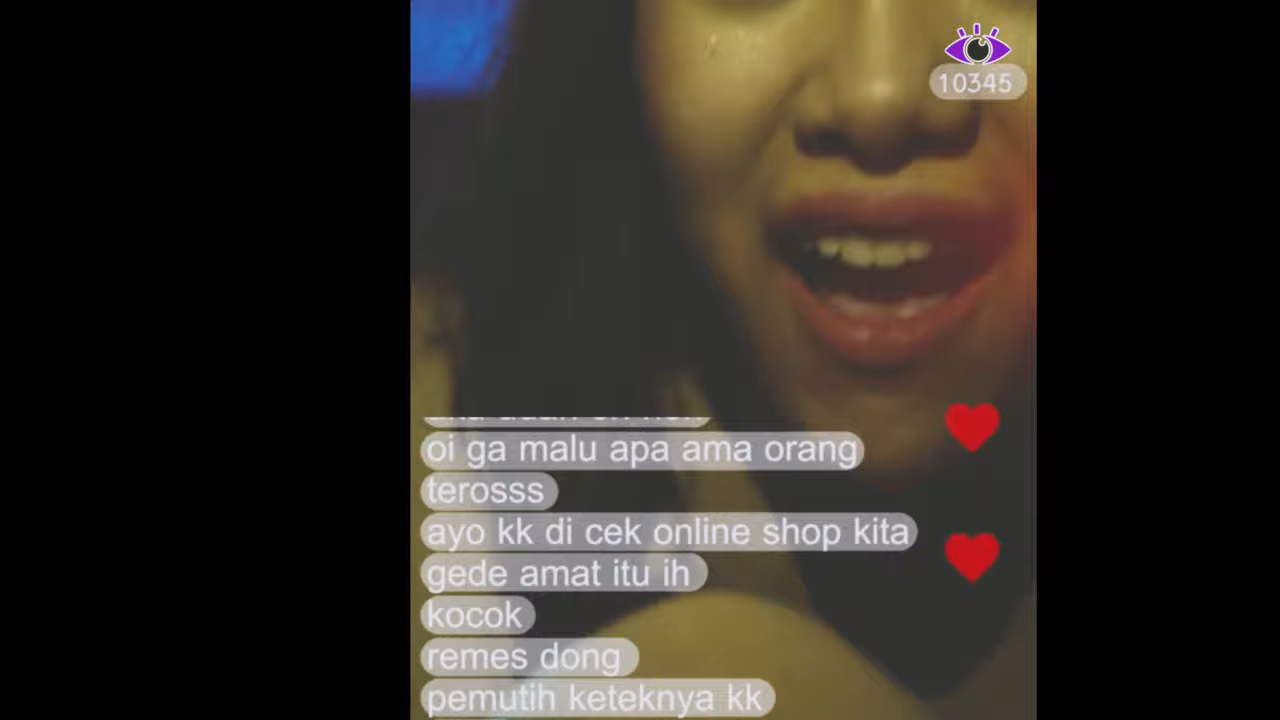 10345
oi ga malu apa ama orang
terosss
ayo kk di cek online shop kita
gede amat itu ih
kocok
remes dong
pemutih keteknya kk